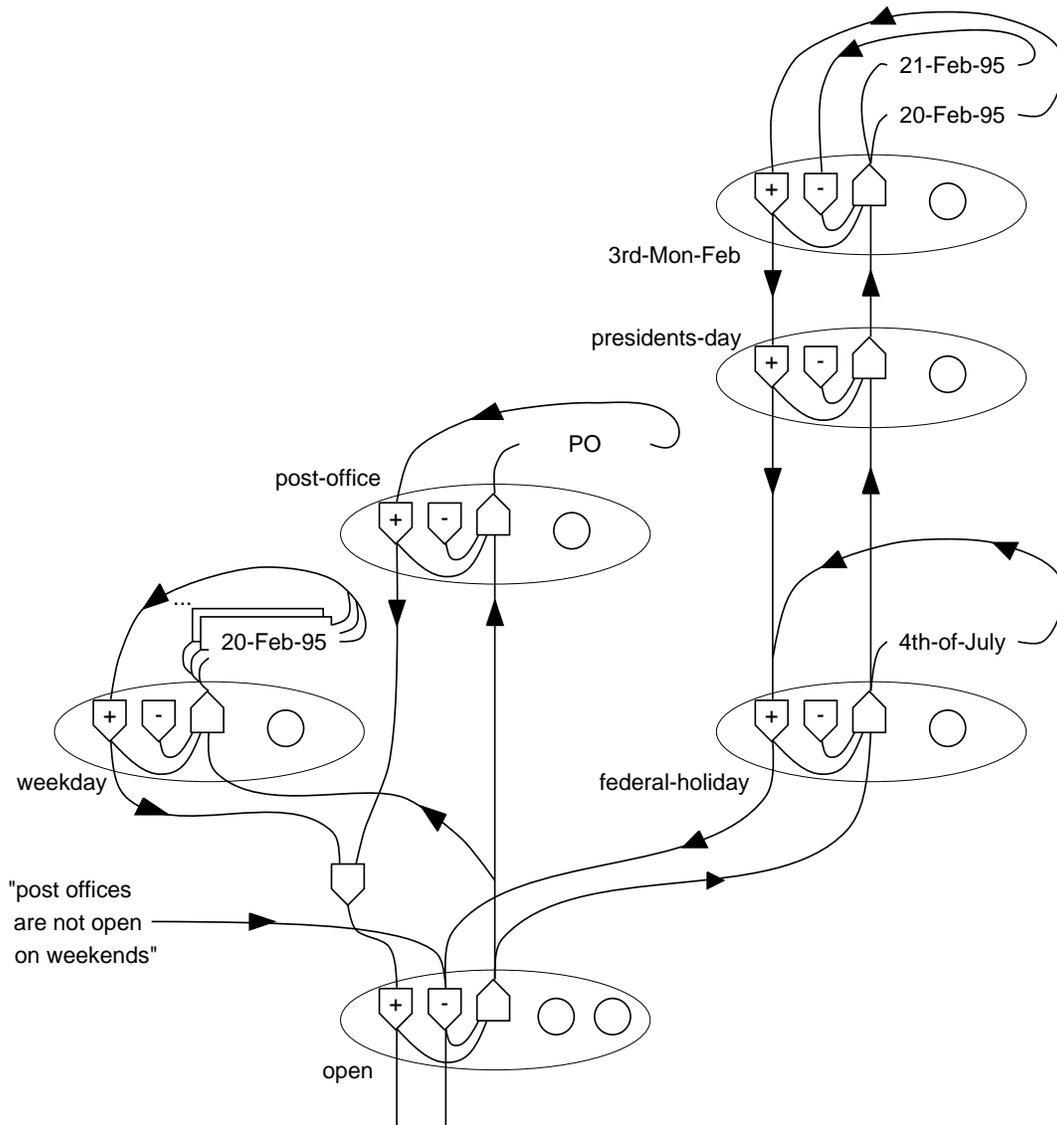 21-Feb-95
20-Feb-95
+ -
3rd-Mon-Feb
presidents-day
+ -
PO
post-office
+ -
...
20-Feb-95
4th-of-July
+ -
+ -
weekday
federal-holiday
"post offices
are not open
on weekends"
+ -
open